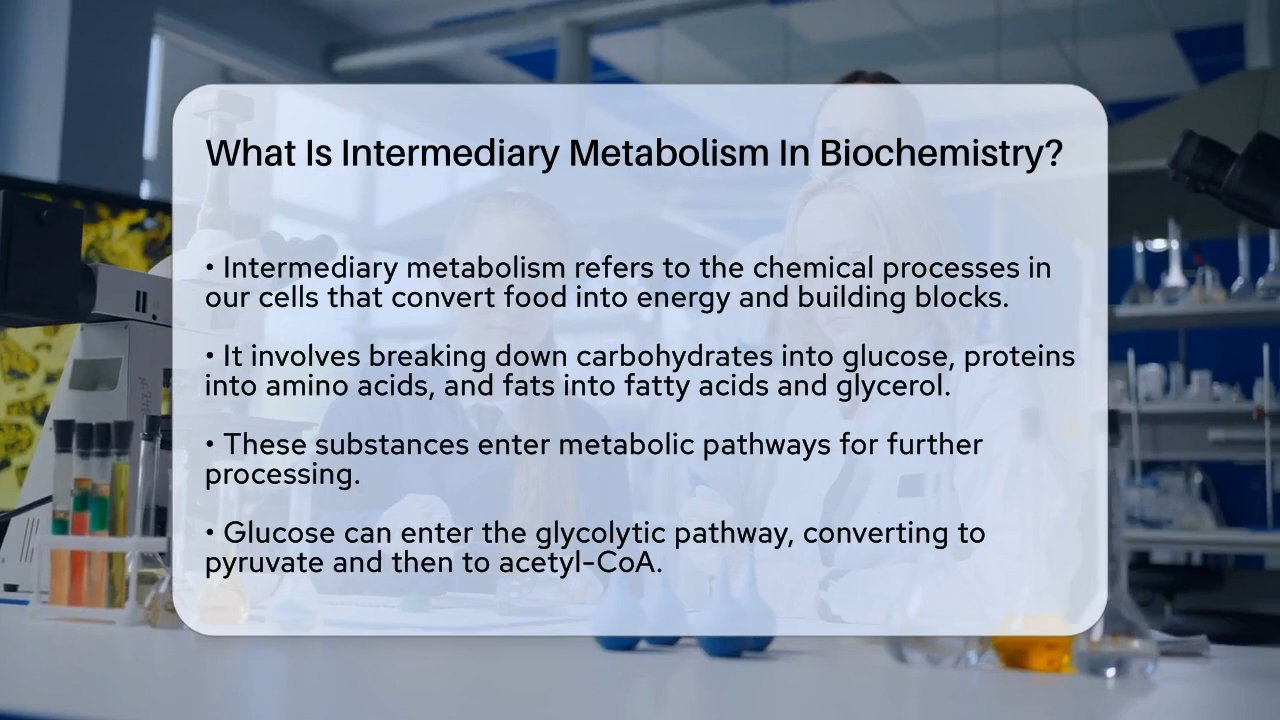 What Is Intermediary Metabolism In Biochemistry?
• Intermediary metabolism refers to the chemical processes in
our cells that convert food into energy and building blocks.
• It involves breaking down carbohydrates into glucose, proteins
into amino acids, and fats into fatty acids and glycerol.
• These substances enter metabolic pathways for further
processing.
• Glucose can enter the glycolytic pathway, converting to
pyruvate and then to acetyl-CoA.